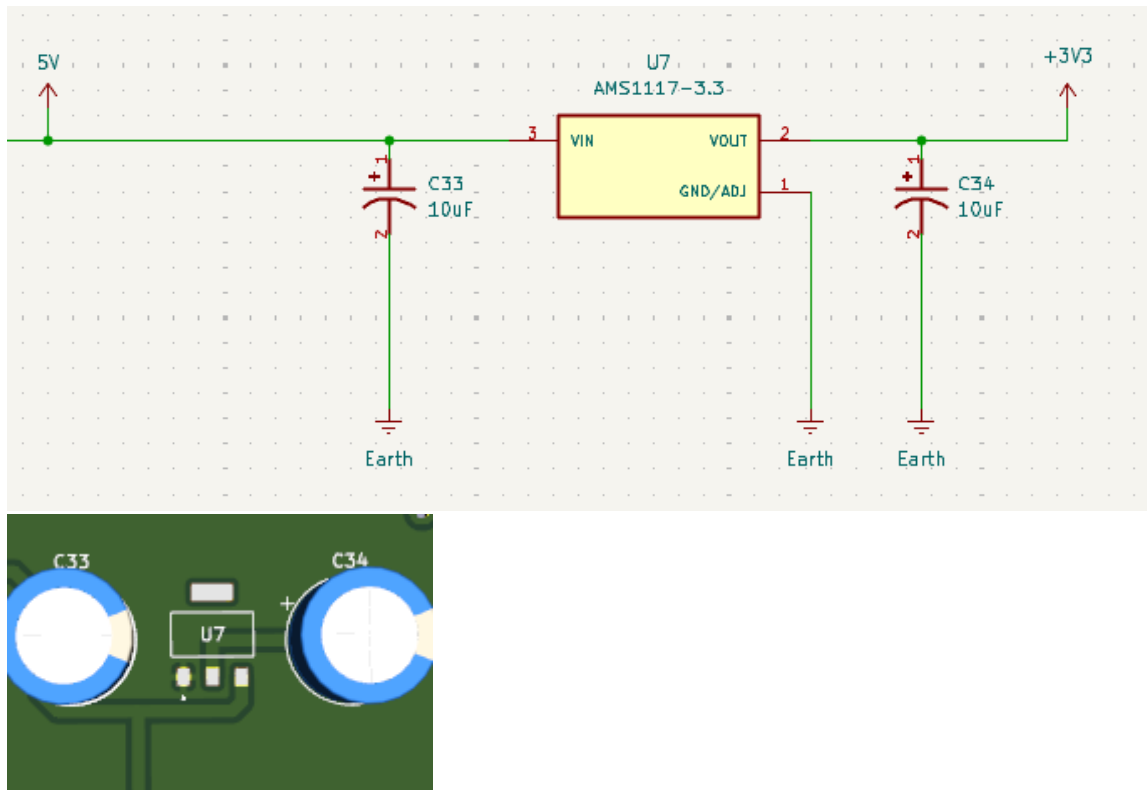 5V
U7
+3V3
AMS1117-3.3
3
VIN
VOUT
2
1
+
C33
10uF
2
GND/ADJ
1
1
+
C34
10uF
2
Earth
Earth
Earth
C33
C34
+
U7